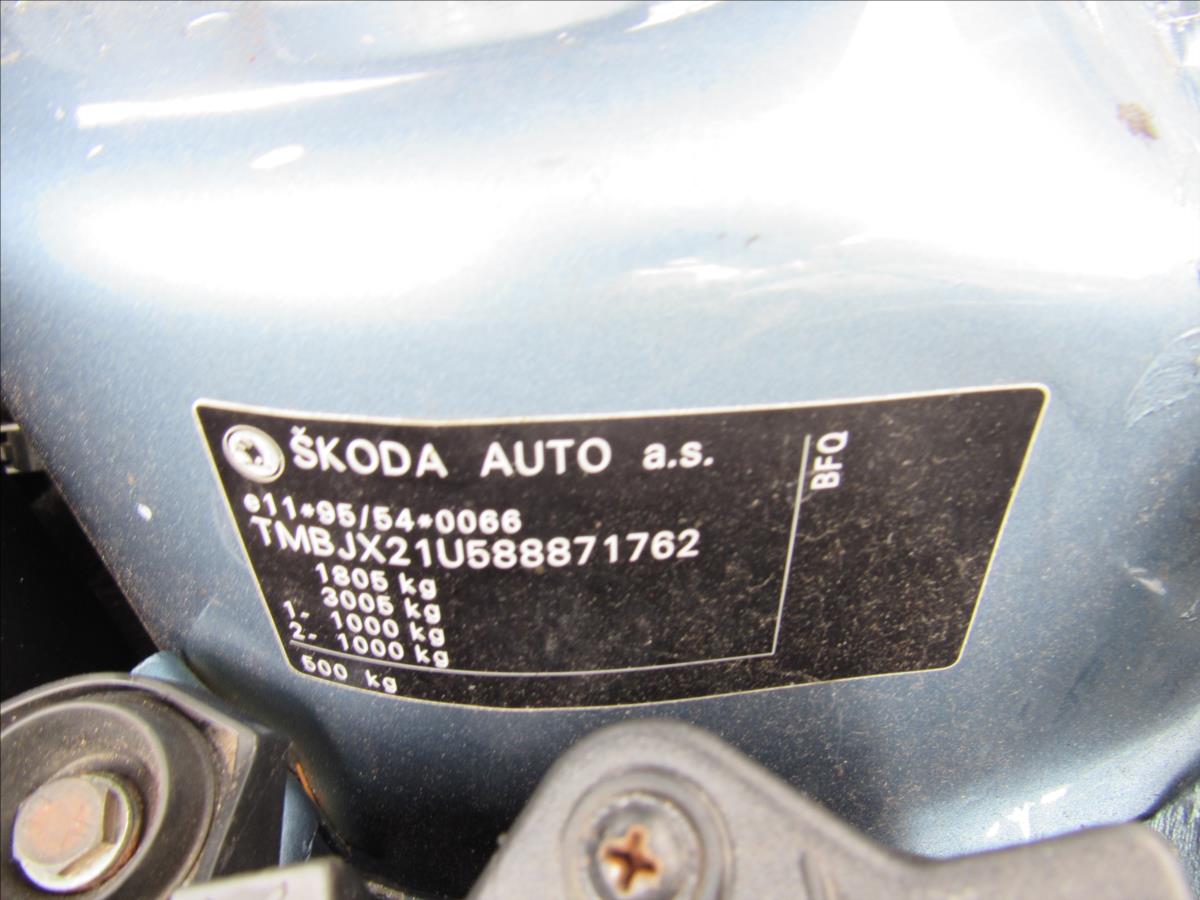 ŠKODA AUTO a.s.
e11*95/54*0066
TMBJX21U588871762
1805 kg
3005 kg
1- 1000 kg
2- 1000 kg
500 kg
BFQ